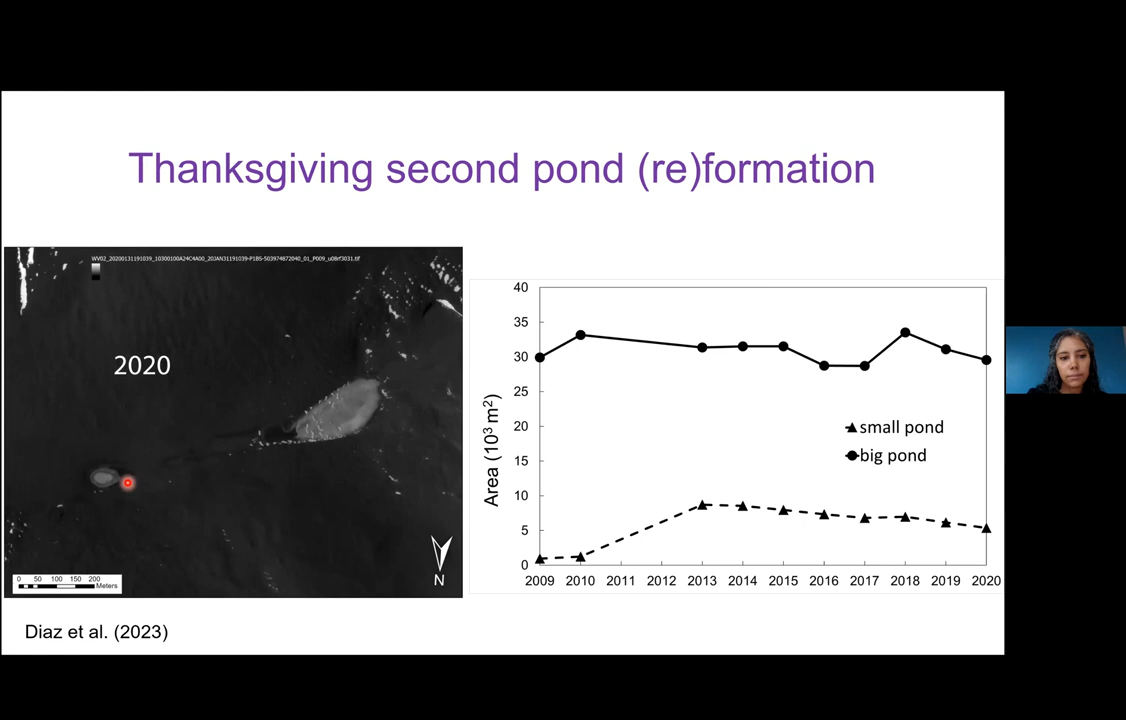 Thanksgiving second pond (re)formation
WV02_20200131191039_10300100A24C4A00_20JAN31191039-P1BS-503974872040_01_P009_u08rf3031.tif
2020
N
0 50 100 150 200
Meters
Area (10³ m²)
40
35
30
25
20
15
10
5
0
small pond
big pond
2009 2010 2011 2012 2013 2014 2015 2016 2017 2018 2019 2020
Diaz et al. (2023)